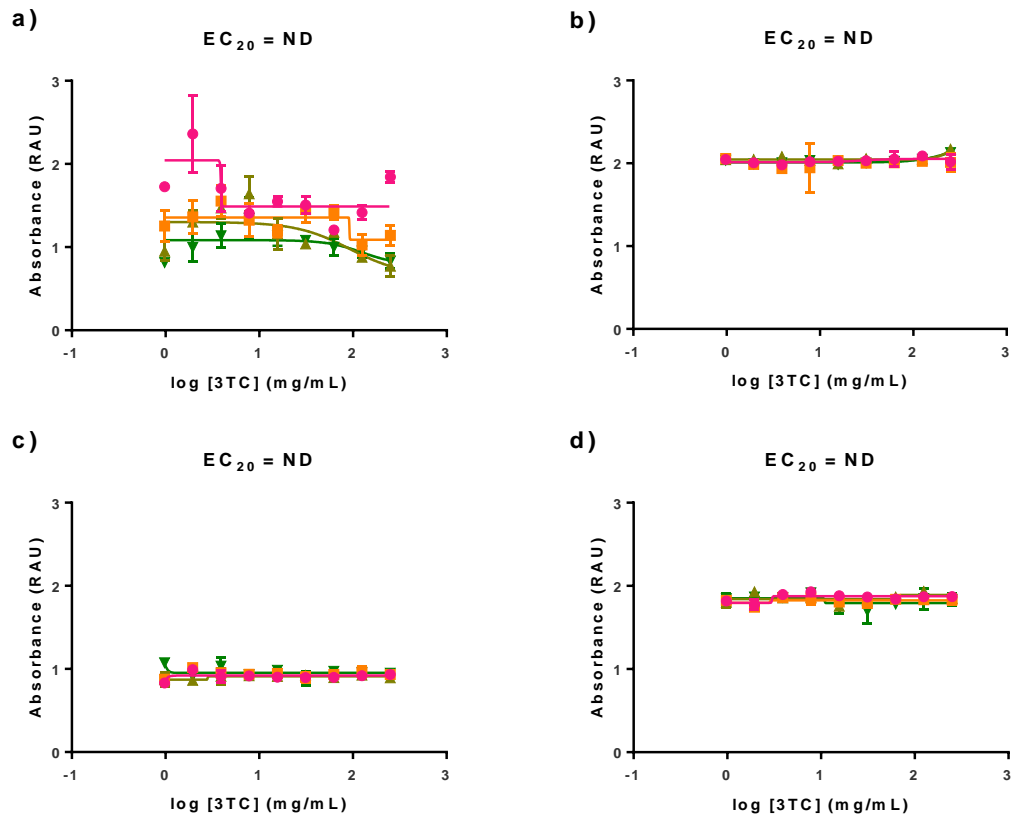 a)
EC20 = ND
Absorbance (RAU)
3
2
1
0
-1
0
1
2
3
log [3TC] (mg/mL)
b)
EC20 = ND
Absorbance (RAU)
3
2
1
0
-1
0
1
2
3
log [3TC] (mg/mL)
c)
EC20 = ND
Absorbance (RAU)
3
2
1
0
-1
0
1
2
3
log [3TC] (mg/mL)
d)
EC20 = ND
Absorbance (RAU)
3
2
1
0
-1
0
1
2
3
log [3TC] (mg/mL)